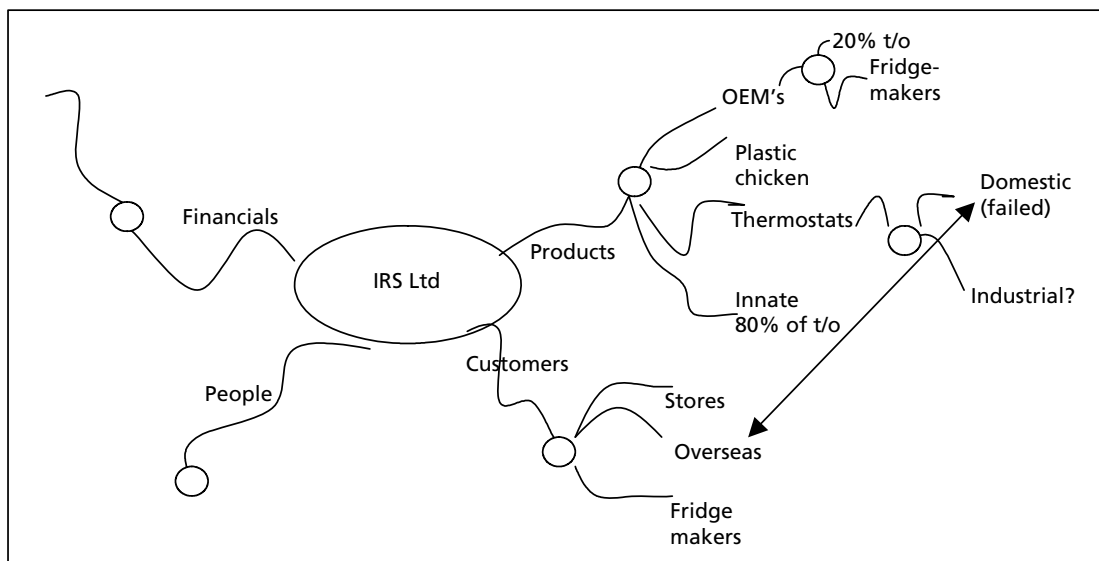 20% t/o
Fridge-
makers
OEM's
Plastic
chicken
Domestic
(failed)
Financials
Thermostats
Products
IRS Ltd
Industrial?
Innate
80% of t/o
Customers
People
Stores
Overseas
Fridge
makers